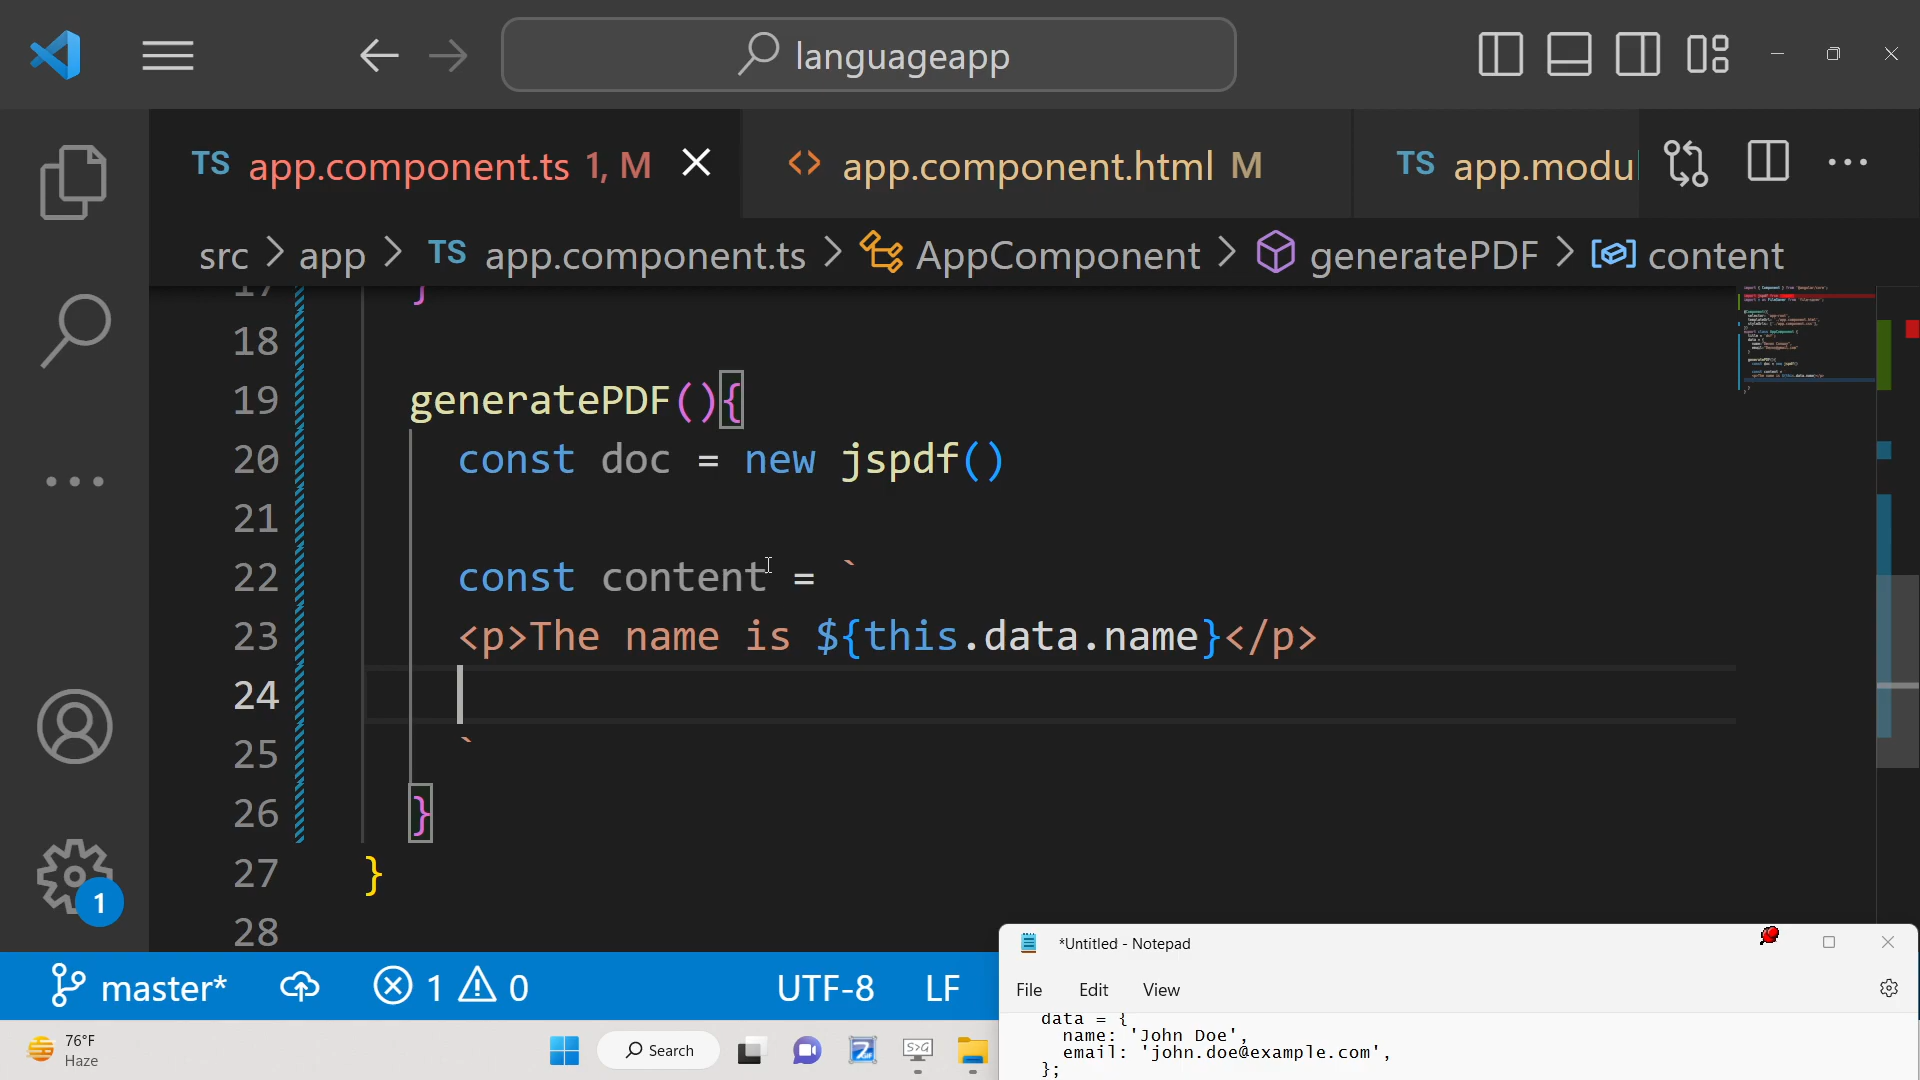 languageapp
TS app.component.ts 1, M
<> app.component.html M
TS app.modu
src > app > TS app.component.ts > AppComponent > generatePDF > content
17 }
18
19 generatePDF(){
20 const doc = new jspdf()
21
22 const content = `
23 <p>The name is ${this.data.name}</p>
24
25 `
26 }
27 }
28
1
master* 1 0 UTF-8 LF
*Untitled - Notepad
File Edit View
data = {
name: 'John Doe',
email: 'john.doe@example.com',
};
76°F
Haze
Search
S>G